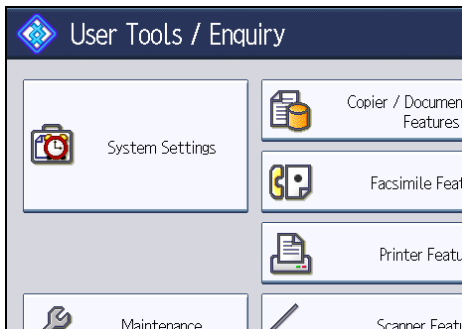 User Tools / Enquiry
System Settings
Copier / Documen
Features
Facsimile Feat
Printer Featu
Maintenance
Scanner Featu